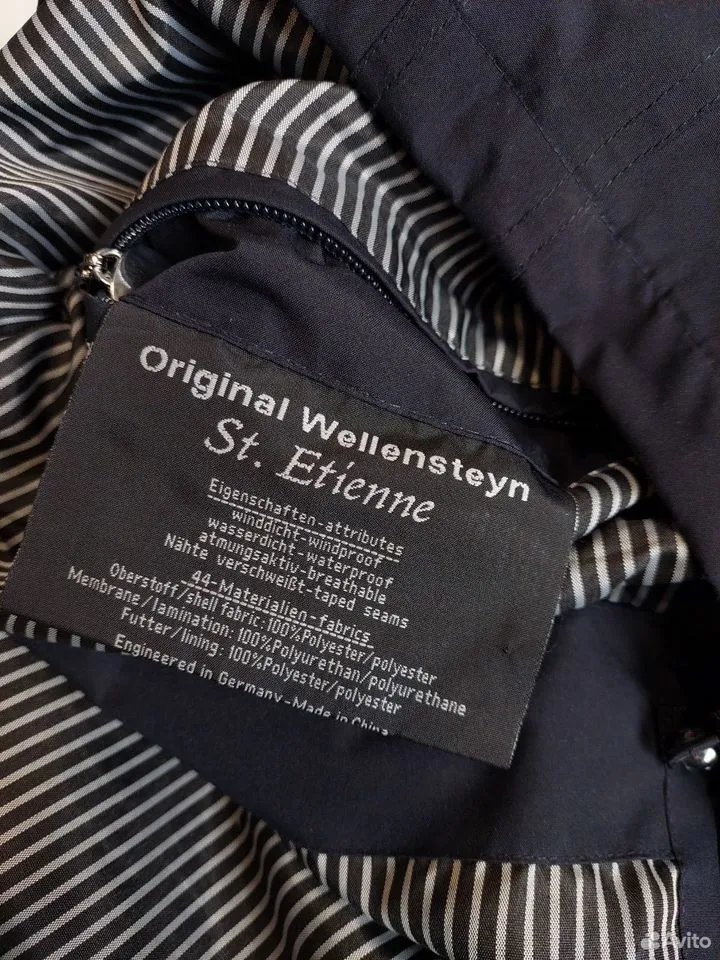 Original Wellensteyn
St. Etienne
Eigenschaften-attributes
winddicht-windproof
wasserdicht-waterproof
atmungsaktiv-breathable
Nähte verschweißt-taped seams
44-Materialien-fabrics
Oberstoff/shell fabric:100%Polyester/polyester
Membrane/lamination:100%Polyurethan/polyurethane
Futter/lining:100%Polyester/polyester
Engineered in Germany-Made in China
Avito